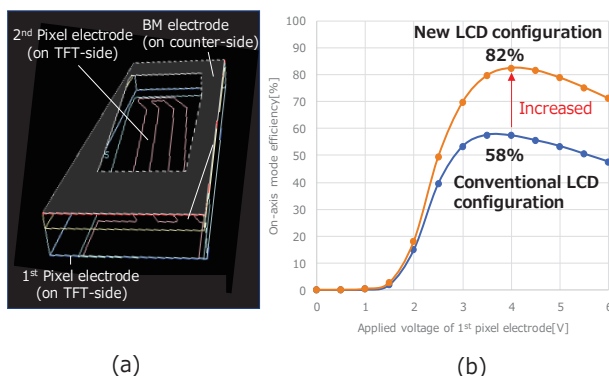 2nd Pixel electrode
(on TFT-side)
BM electrode
(on counter-side)
1st Pixel electrode
(on TFT-side)
(a)
On-axis mode efficiency[%]
100
90
80
70
60
50
40
30
20
10
0
New LCD configuration
82%
Increased
58%
Conventional LCD
configuration
0 1 2 3 4 5 6
Applied voltage of 1st pixel electrode[V]
(b)